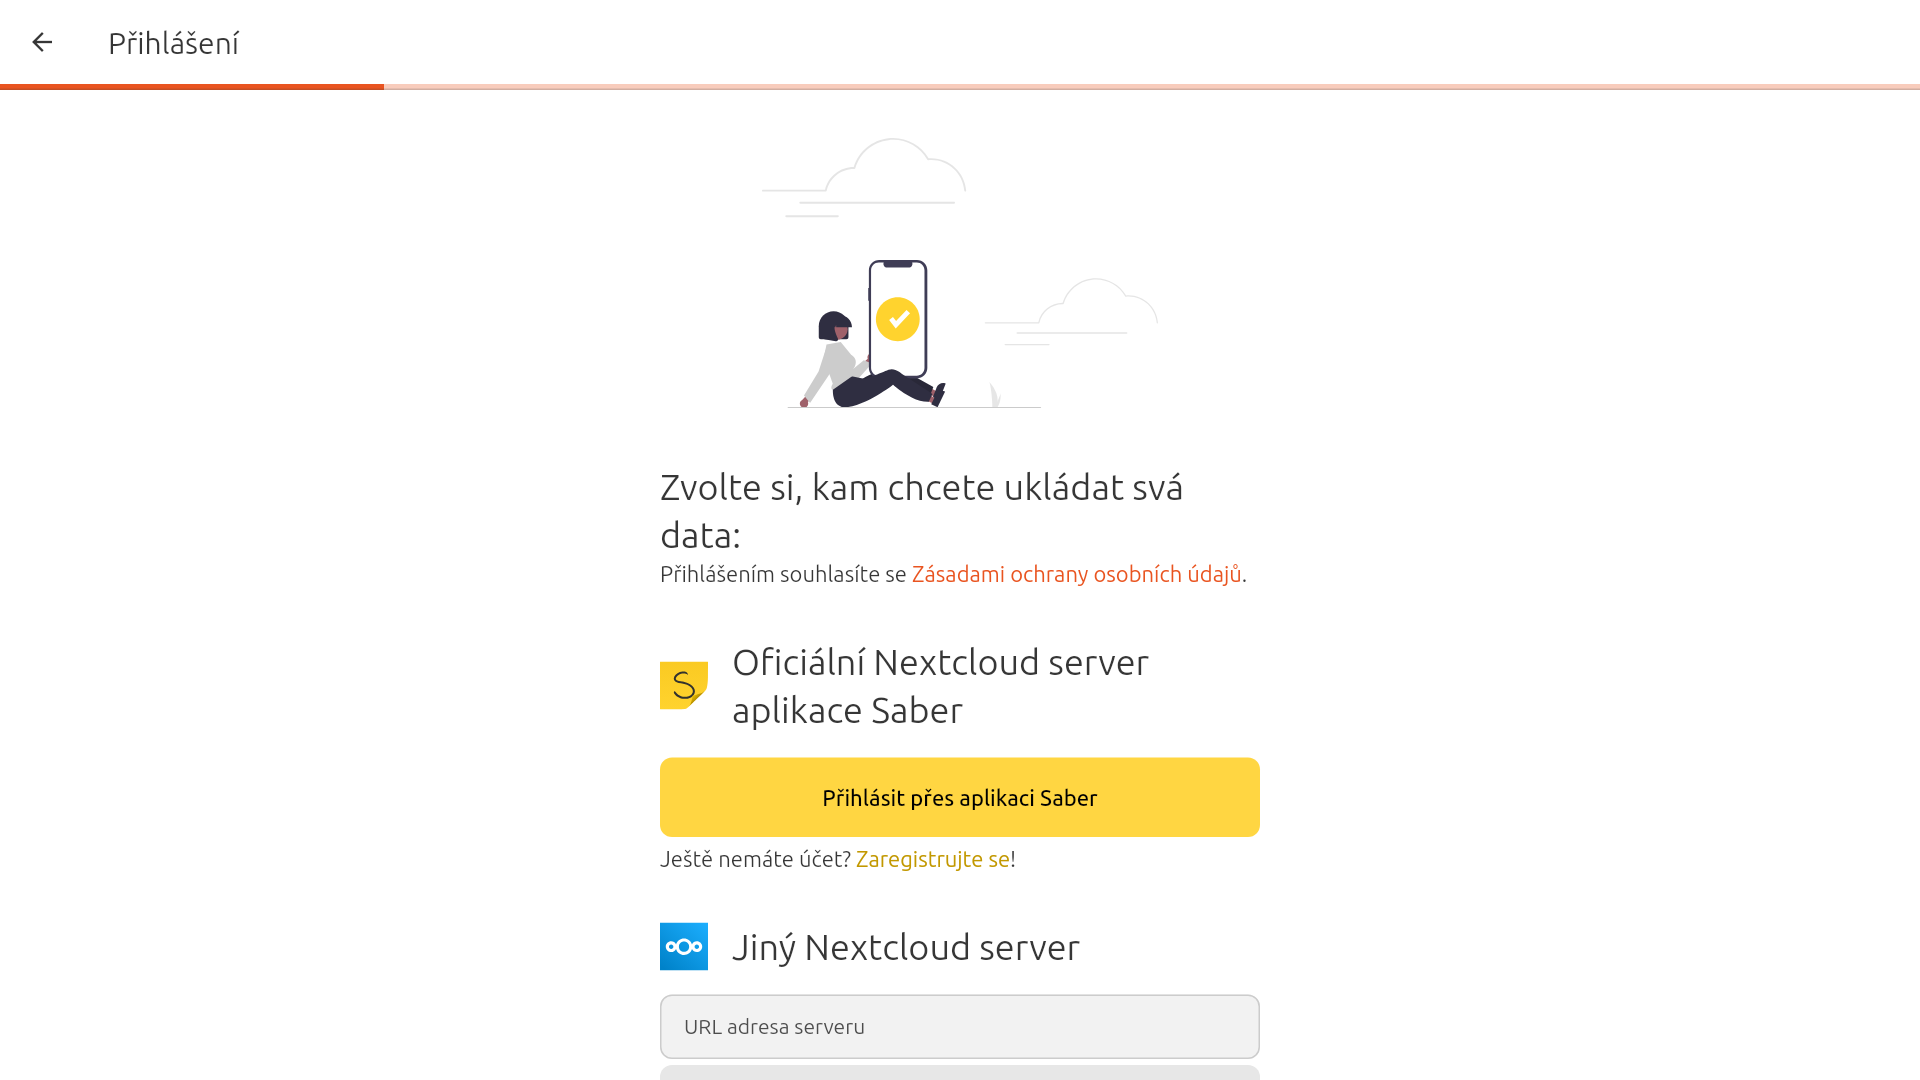 Přihlášení
Zvolte si, kam chcete ukládat svá
data:
Přihlášením souhlasíte se Zásadami ochrany osobních údajů.
S
Oficiální Nextcloud server
aplikace Saber
Přihlásit přes aplikaci Saber
Ještě nemáte účet? Zaregistrujte se!
Jiný Nextcloud server
URL adresa serveru